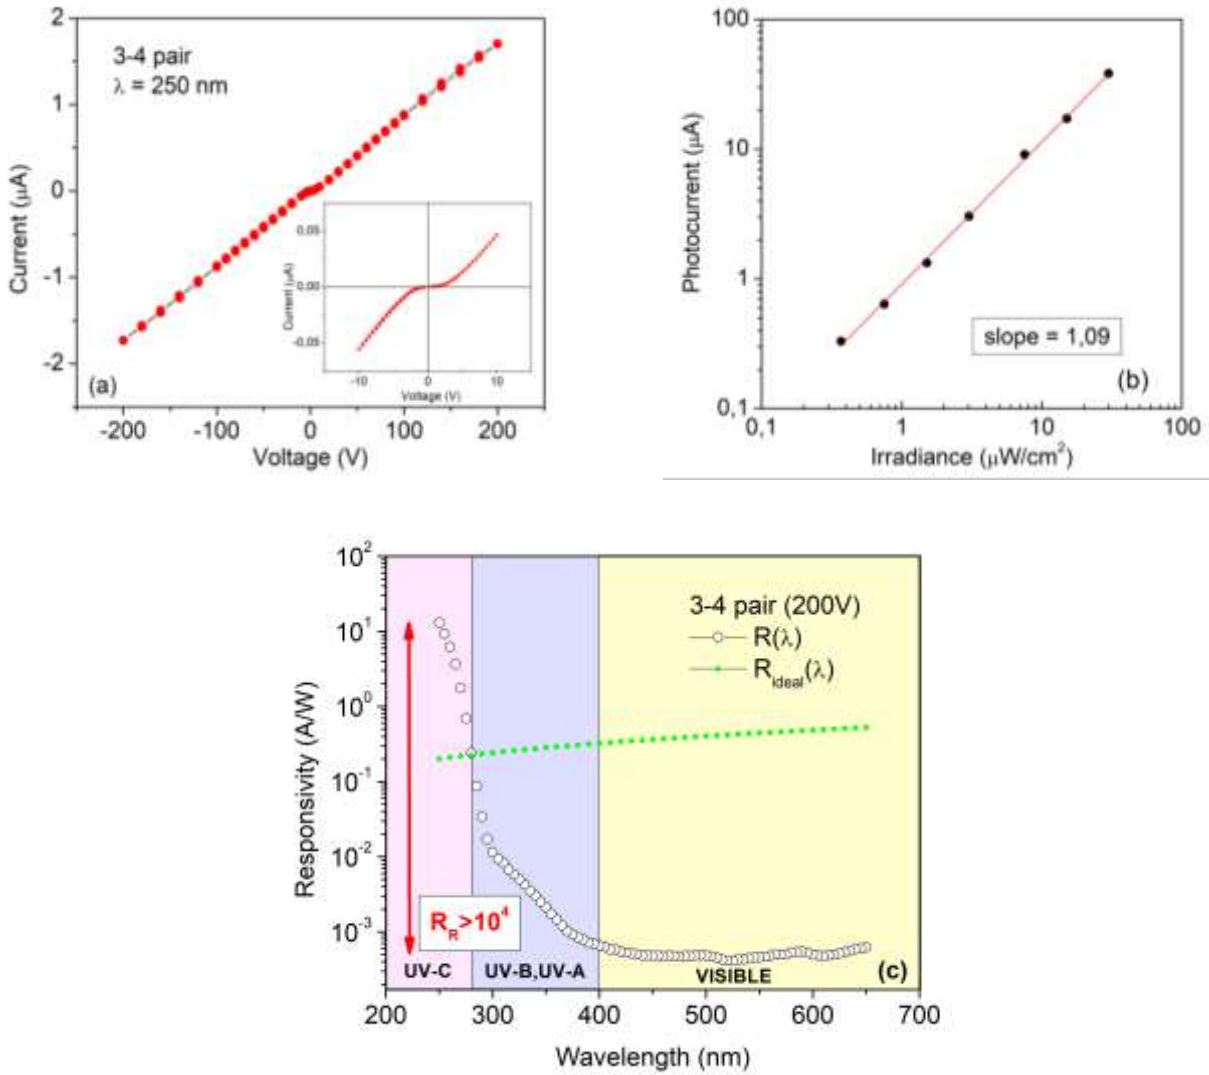 3-4 pair
λ = 250 nm
2
1
0
-1
-2
Current (μA)
(a)
-200
-100
0
100
200
Voltage (V)
0.05
0.00
-0.05
Current (μA)
-10
0
10
Voltage (V)
100
10
1
0,1
Photocurrent (μA)
slope = 1,09
(b)
0,1
1
10
100
Irradiance (μW/cm²)
10²
10¹
10⁰
10⁻¹
10⁻²
10⁻³
Responsivity (A/W)
3-4 pair (200V)
R(λ)
R_ideal(λ)
R_R>10⁴
UV-C
UV-B,UV-A
VISIBLE
(c)
200
300
400
500
600
700
Wavelength (nm)